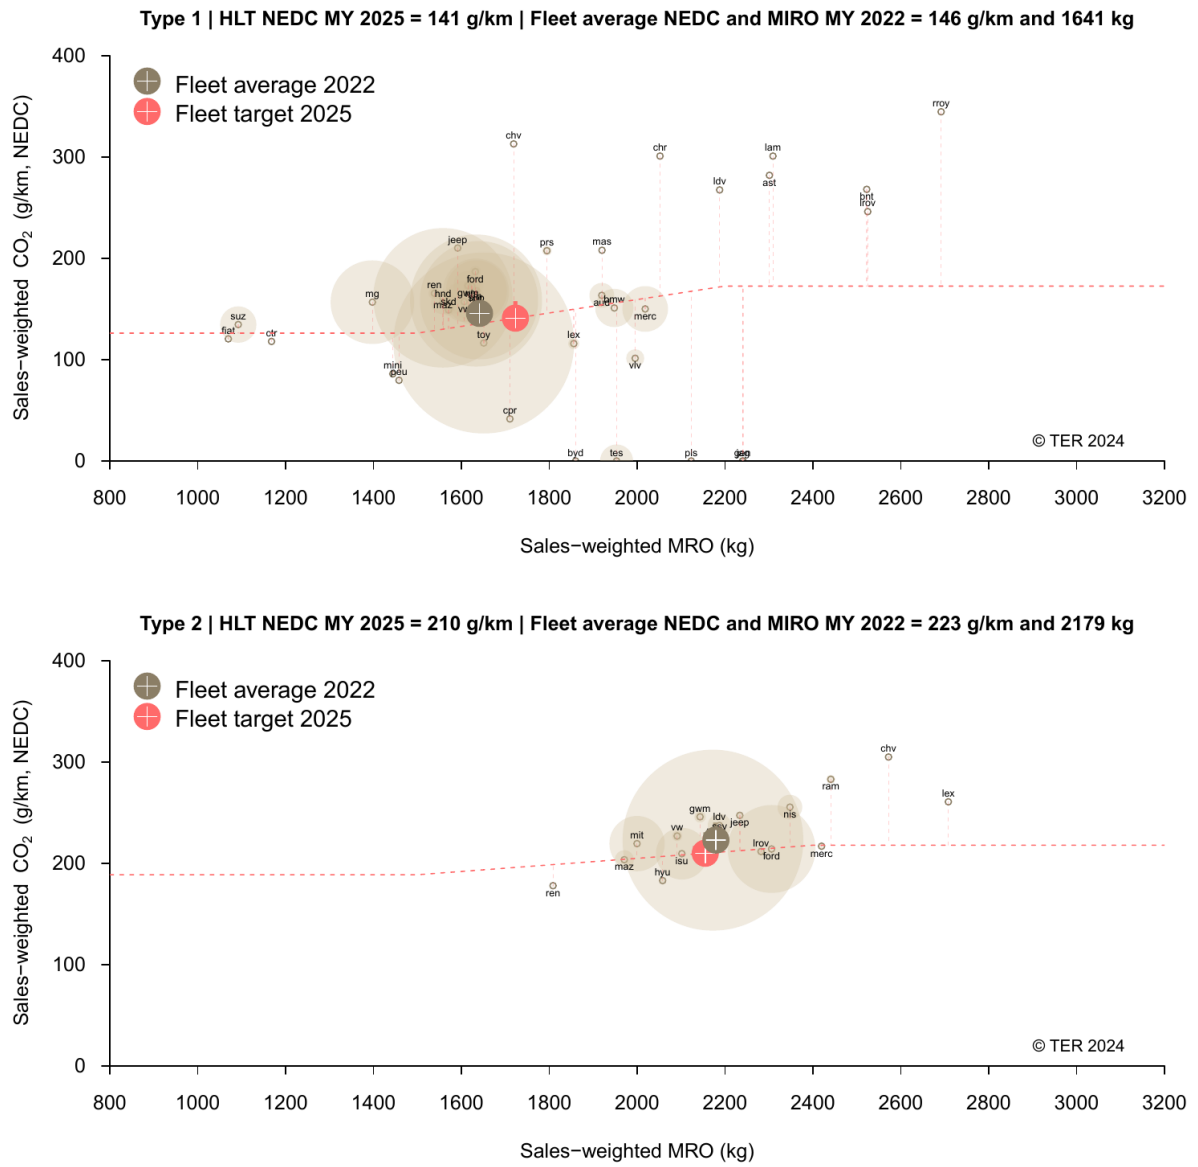 Type 1 | HLT NEDC MY 2025 = 141 g/km | Fleet average NEDC and MIRO MY 2022 = 146 g/km and 1641 kg
Sales−weighted CO2 (g/km, NEDC)
400
300
200
100
0
Fleet average 2022
Fleet target 2025
rroy
chv
lam
chr
ast
ldv
bnt
lrov
jeep
prs
mas
ford
ren
mg
hnd
gwm
skd
maz
bmw
aud
merc
suz
fiat
ctr
toy
lex
vlv
mini
peu
cpr
byd
tes
pls
© TER 2024
800 1000 1200 1400 1600 1800 2000 2200 2400 2600 2800 3000 3200
Sales−weighted MRO (kg)
Type 2 | HLT NEDC MY 2025 = 210 g/km | Fleet average NEDC and MIRO MY 2022 = 223 g/km and 2179 kg
Sales−weighted CO2 (g/km, NEDC)
400
300
200
100
0
Fleet average 2022
Fleet target 2025
chv
ram
lex
gwm
ldv
jeep
nis
vw
mit
lrov
ford
merc
isu
maz
hyu
ren
© TER 2024
800 1000 1200 1400 1600 1800 2000 2200 2400 2600 2800 3000 3200
Sales−weighted MRO (kg)